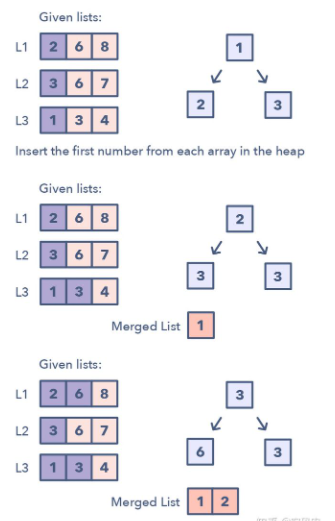 Given lists:
1
L1 2 6 8
L2 3 6 7
2 3
L3 1 3 4
Insert the first number from each array in the heap
Given lists:
L1 2 6 8
2
L2 3 6 7
L3 1 3 4
3 3
Merged List 1
Given lists:
L1 2 6 8
3
L2 3 6 7
L3 1 3 4
6 3
Merged List 1 2